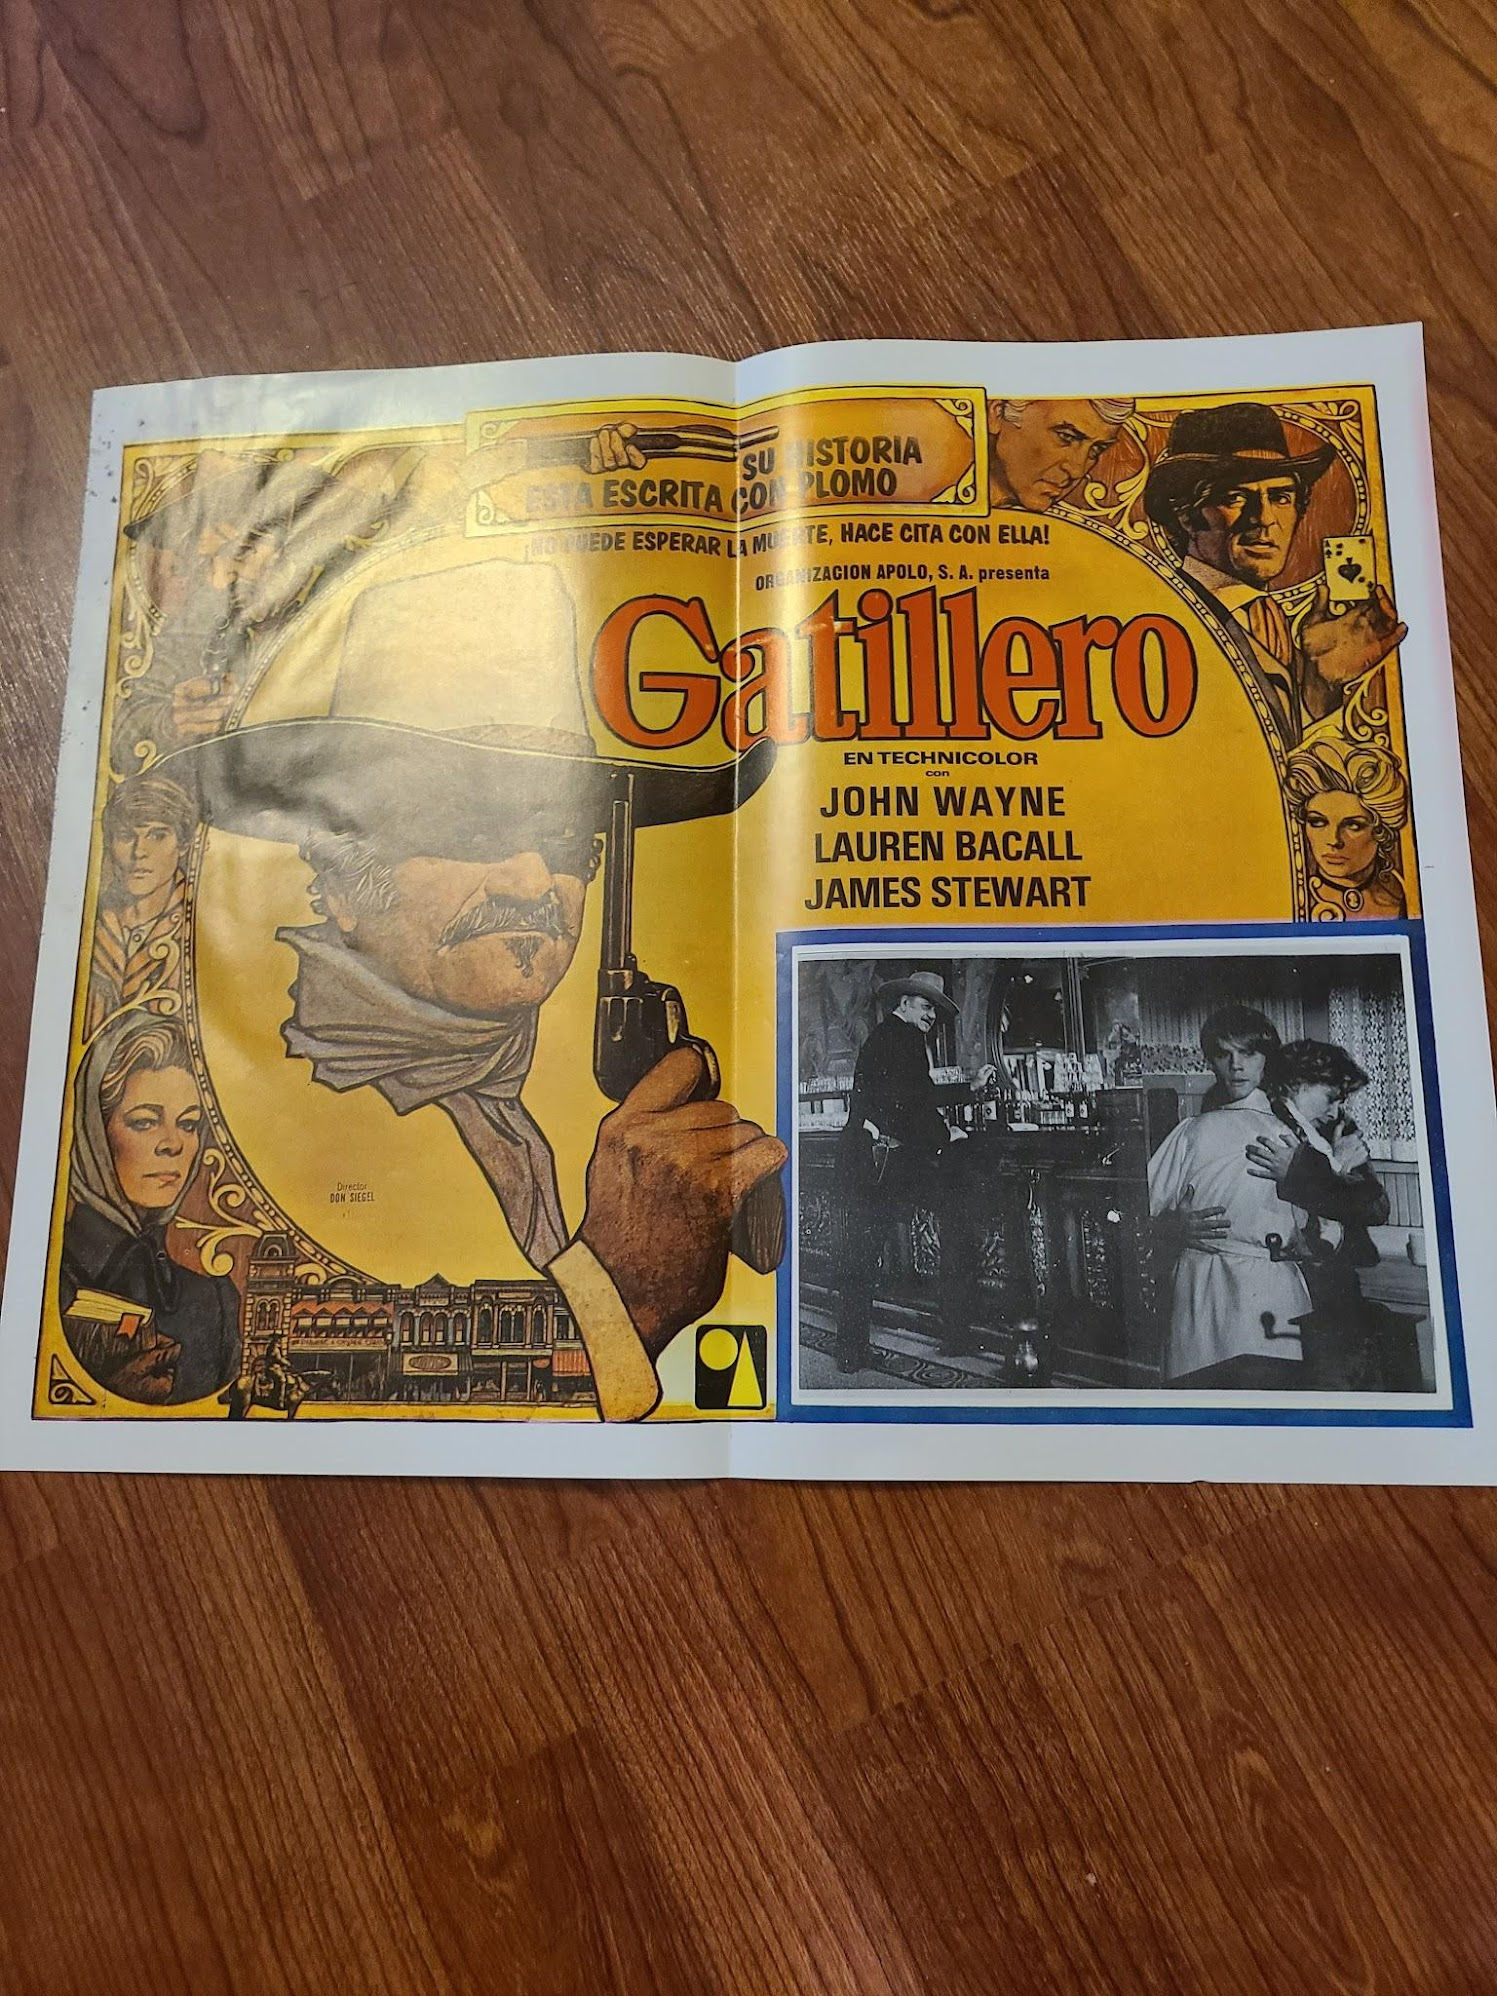 SU HISTORIA
ESTA ESCRITA CON PLOMO
¡NO PUEDE ESPERAR LA MUERTE, HACE CITA CON ELLA!
ORGANIZACION APOLO, S. A. presenta
Gatillero
EN TECHNICOLOR
con
JOHN WAYNE
LAUREN BACALL
JAMES STEWART
Director
DON SIEGEL